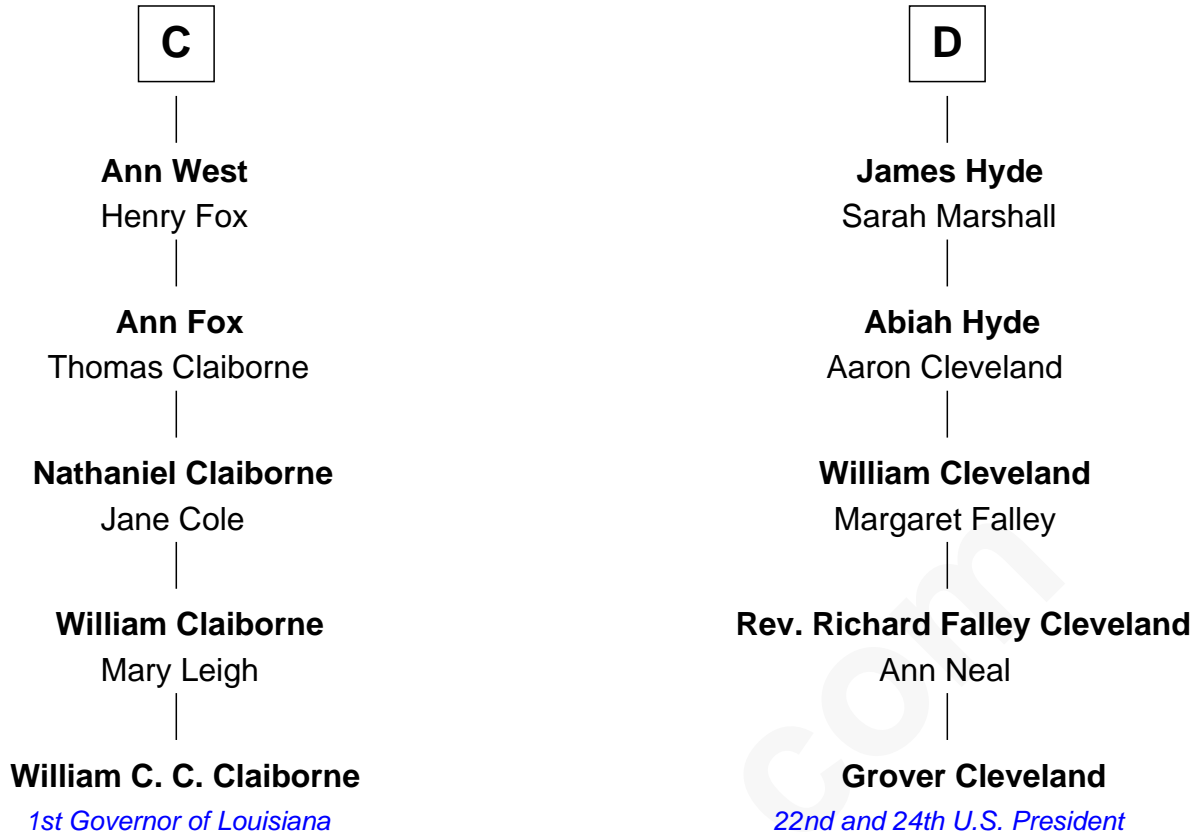 C
Ann West
Henry Fox
Ann Fox
Thomas Claiborne
Nathaniel Claiborne
Jane Cole
William Claiborne
Mary Leigh
William C. C. Claiborne
1st Governor of Louisiana
D
James Hyde
Sarah Marshall
Abiah Hyde
Aaron Cleveland
William Cleveland
Margaret Falley
Rev. Richard Falley Cleveland
Ann Neal
Grover Cleveland
22nd and 24th U.S. President
com